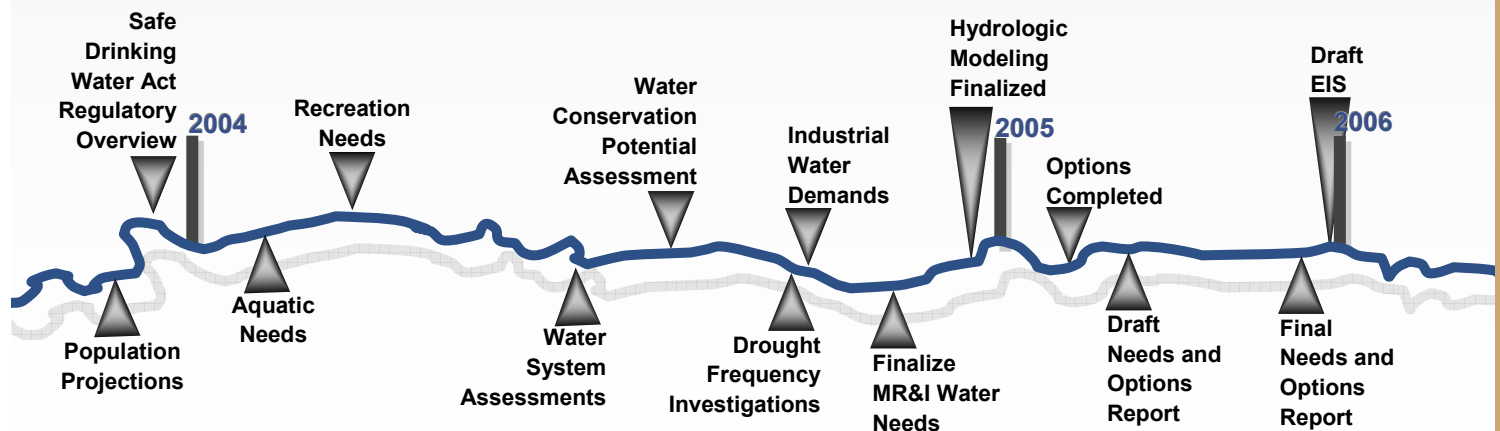 Safe
Drinking
Water Act
Regulatory
Overview
2004
Recreation
Needs
Water
Conservation
Potential
Assessment
Industrial
Water
Demands
Hydrologic
Modeling
Finalized
2005
Options
Completed
Draft
EIS
2006
Population
Projections
Aquatic
Needs
Water
System
Assessments
Drought
Frequency
Investigations
Finalize
MR&I Water
Needs
Draft
Needs and
Options
Report
Final
Needs and
Options
Report